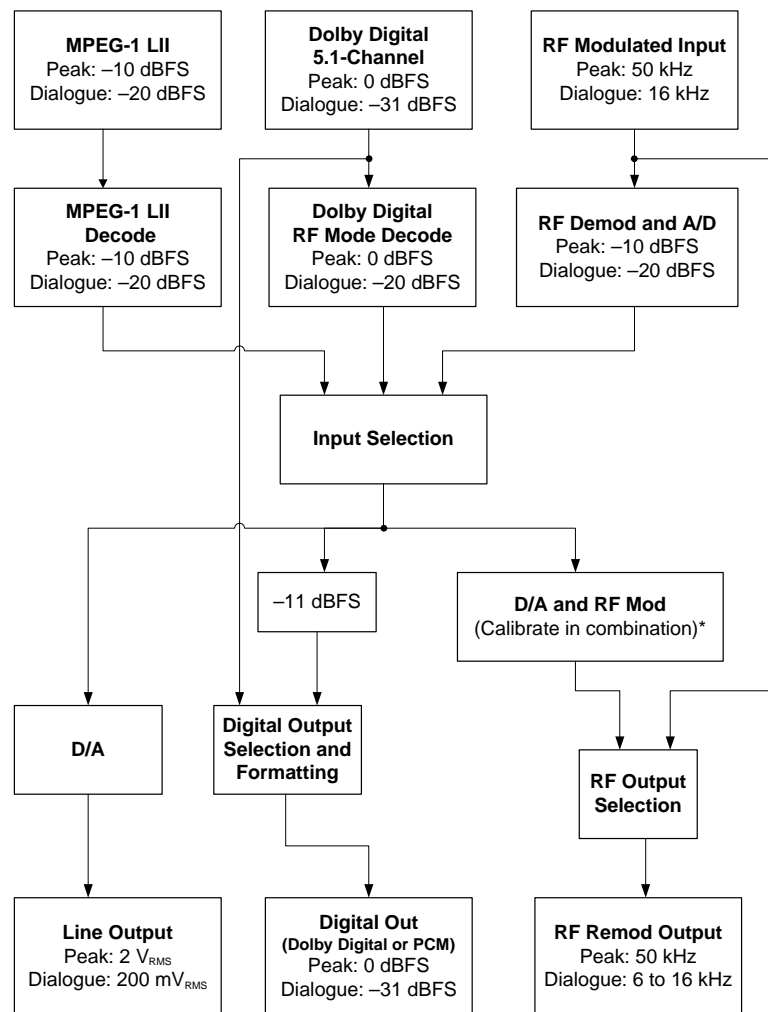 MPEG-1 LII
Peak: –10 dBFS
Dialogue: –20 dBFS
Dolby Digital
5.1-Channel
Peak: 0 dBFS
Dialogue: –31 dBFS
RF Modulated Input
Peak: 50 kHz
Dialogue: 16 kHz
MPEG-1 LII
Decode
Peak: –10 dBFS
Dialogue: –20 dBFS
Dolby Digital
RF Mode Decode
Peak: 0 dBFS
Dialogue: –20 dBFS
RF Demod and A/D
Peak: –10 dBFS
Dialogue: –20 dBFS
Input Selection
–11 dBFS
D/A and RF Mod
(Calibrate in combination)*
D/A
Digital Output
Selection and
Formatting
RF Output
Selection
Line Output
Peak: 2 VRMS
Dialogue: 200 mVRMS
Digital Out
(Dolby Digital or PCM)
Peak: 0 dBFS
Dialogue: –31 dBFS
RF Remod Output
Peak: 50 kHz
Dialogue: 6 to 16 kHz